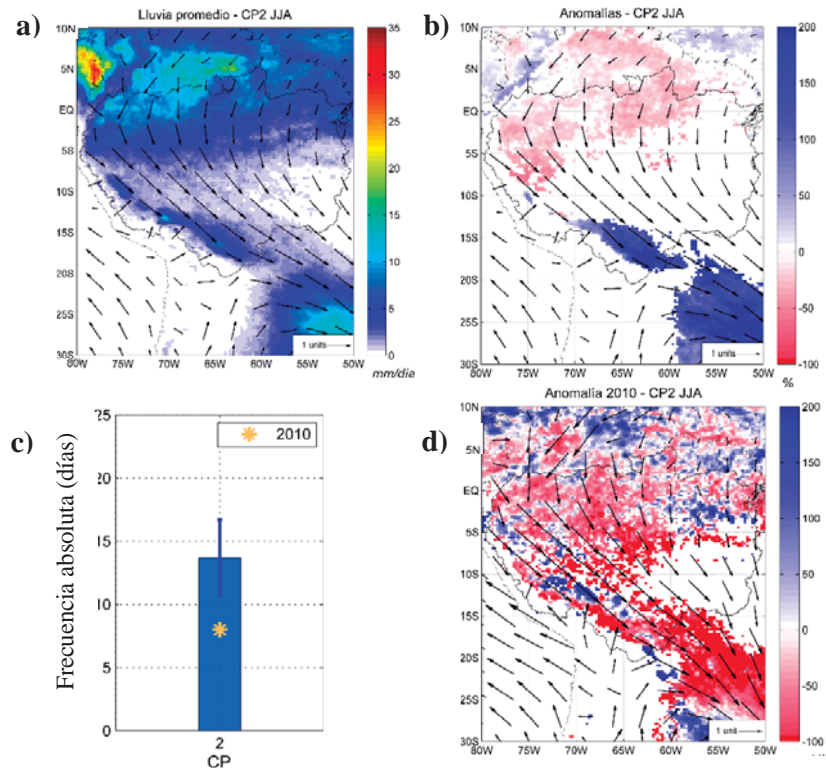 a)
Lluvia promedio - CP2 JJA
10N
5N
EQ
5S
10S
15S
20S
25S
30S
80W 75W 70W 65W 60W 55W 50W
1 units
35
30
25
20
15
10
5
0
mm/dia
b)
Anomalías - CP2 JJA
10N
5N
EQ
5S
10S
15S
20S
25S
30S
80W 75W 70W 65W 60W 55W 50W
1 units
200
150
100
50
0
-50
-100
%
c)
Frecuencia absoluta (días)
25
20
15
10
5
0
2010
2
CP
d)
Anomalía 2010 - CP2 JJA
10N
5N
EQ
5S
10S
15S
20S
25S
30S
80W 75W 70W 65W 60W 55W 50W
1 unit
200
150
100
50
0
-50
-100